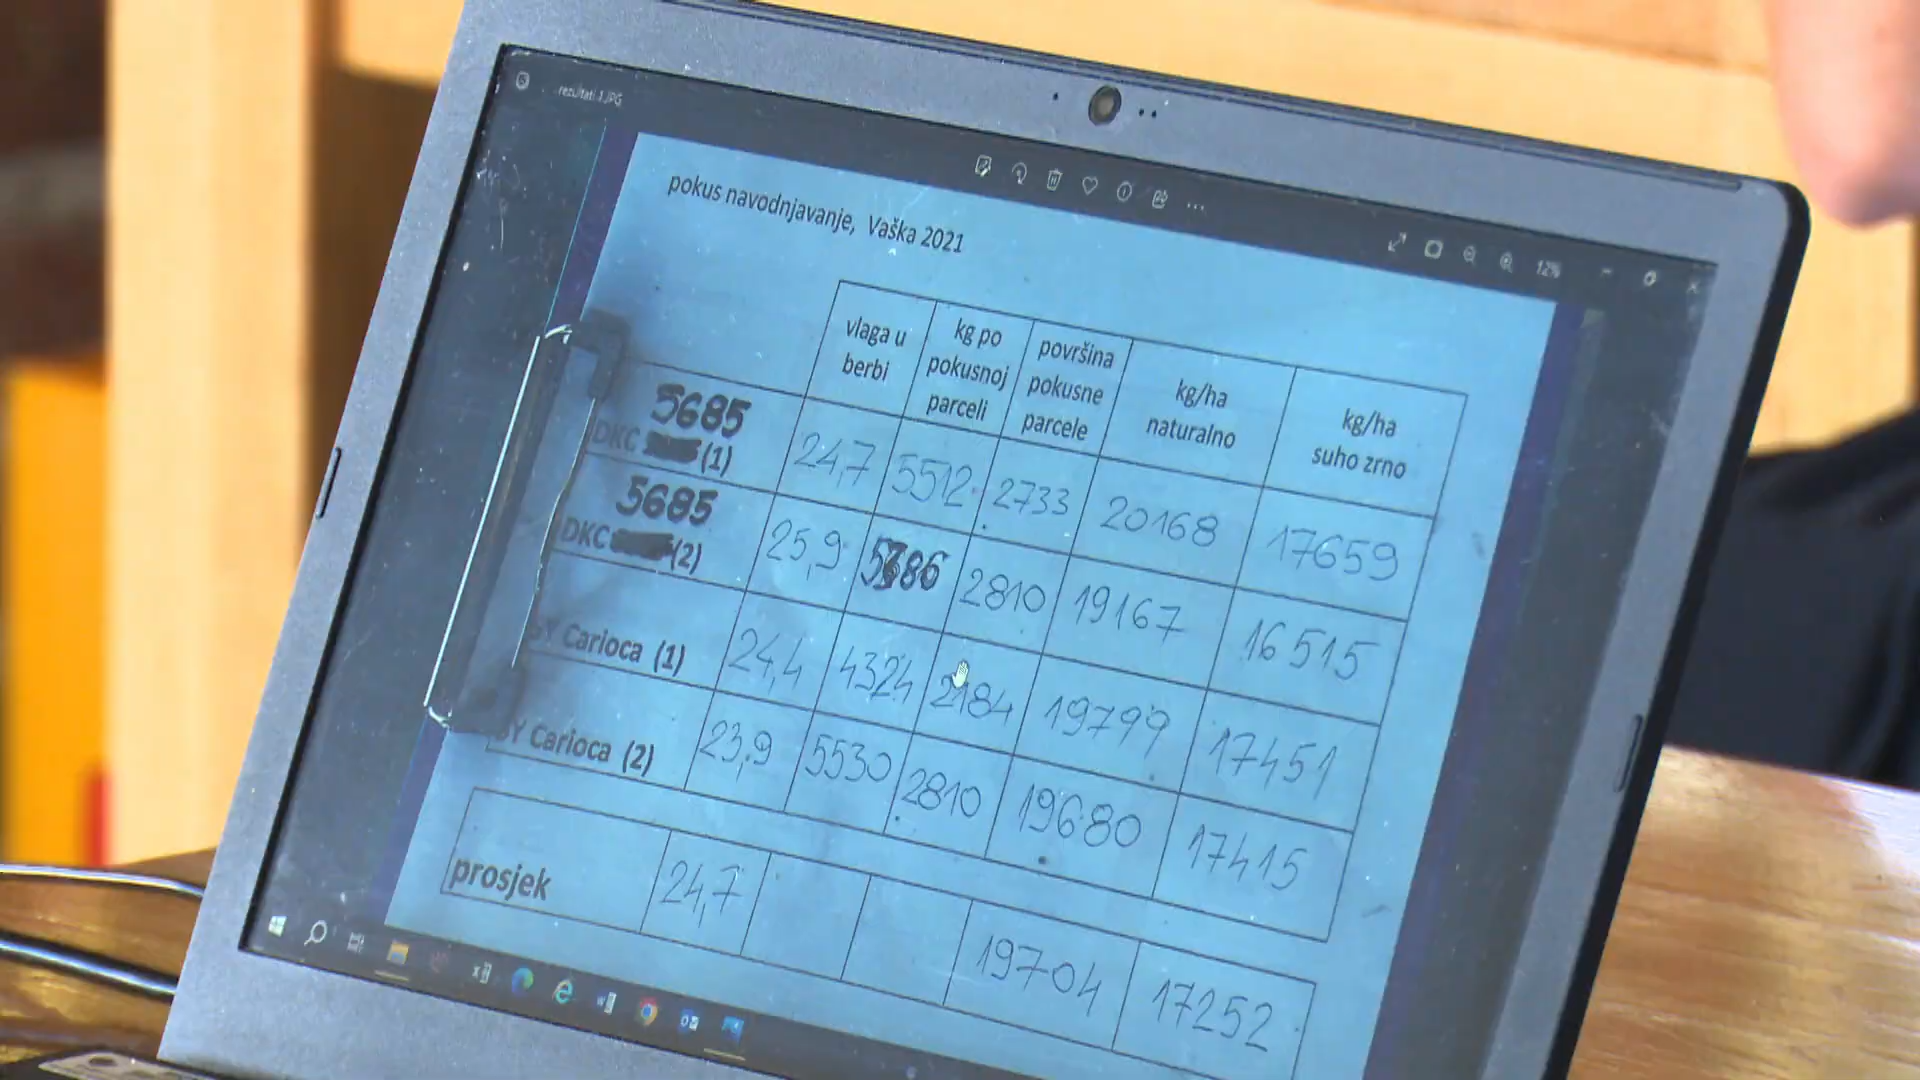 rezultati 1.JPG
12%
pokus navodnjavanje, Vaška 2021
vlaga u berbi kg po pokusnoj parceli površina pokusne parcele kg/ha naturalno kg/ha suho zrno
5685
DKC (1) 24,7 5512 2733 20168 17659
5685
DKC (2) 25,9 19167 2810 16515
SY Carioca (1) 24,4 4324 2184 19799 17451
SY Carioca (2) 23,9 5530 2810 19680 17415
prosjek 24,7 19704 17252